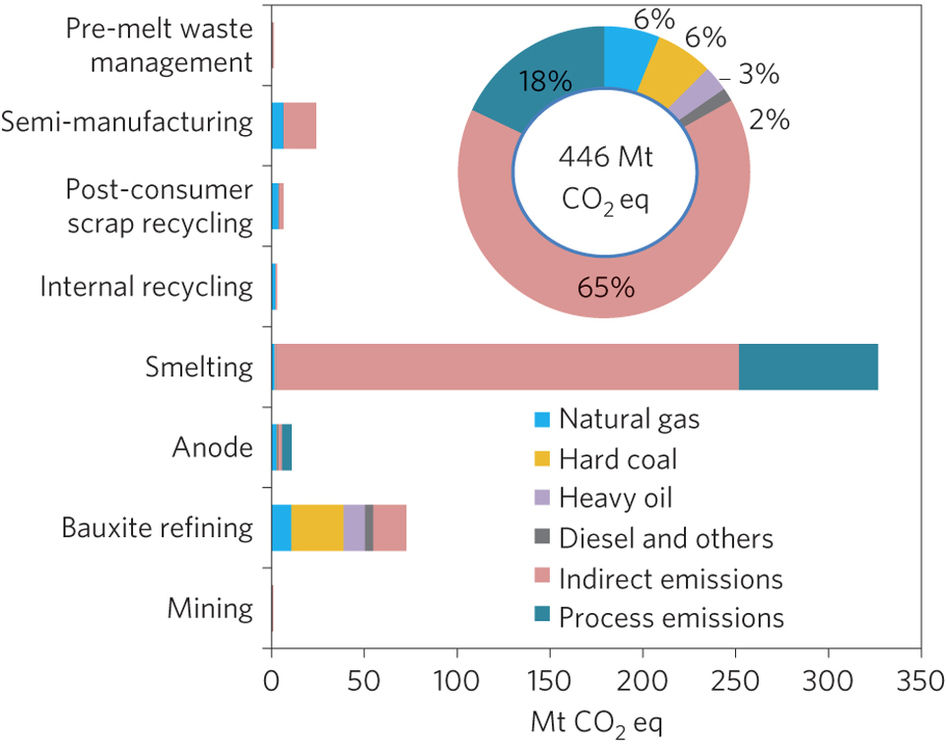 Pre-melt waste
management
Semi-manufacturing
Post-consumer
scrap recycling
Internal recycling
Smelting
Anode
Bauxite refining
Mining
6%
6%
3%
2%
18%
65%
446 Mt
CO₂ eq
Natural gas
Hard coal
Heavy oil
Diesel and others
Indirect emissions
Process emissions
0 50 100 150 200 250 300 350
Mt CO₂ eq